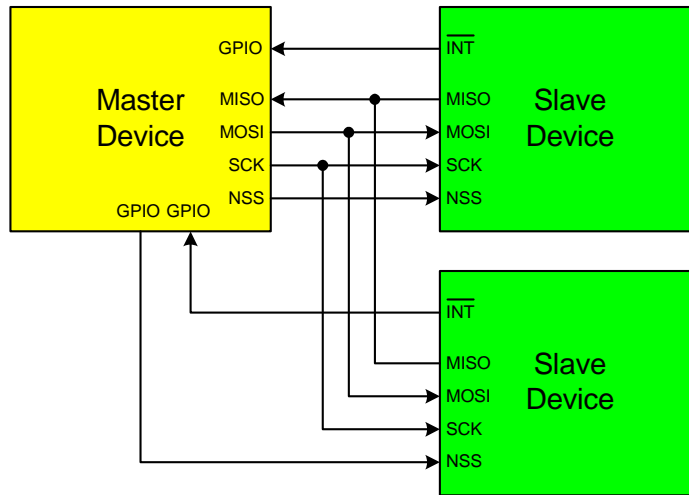 GPIO
MISO
MOSI
SCK
NSS
GPIO GPIO
Master
Device
INT
MISO
MOSI
SCK
NSS
Slave
Device
INT
MISO
MOSI
SCK
NSS
Slave
Device